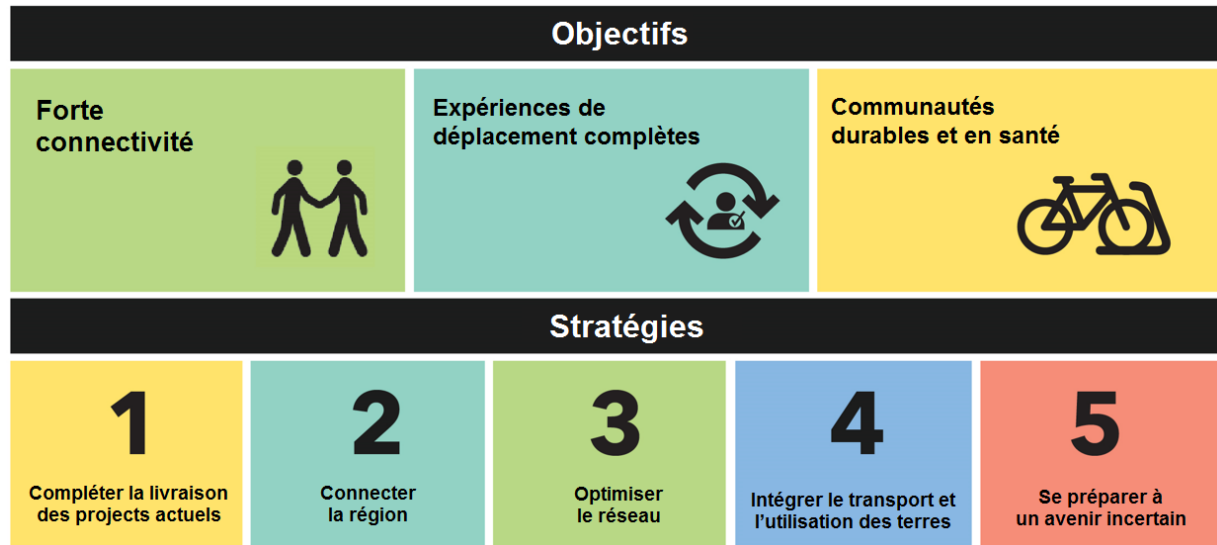 Objectifs
Forte
connectivité
Expériences de
déplacement complètes
Communautés
durables et en santé
Stratégies
1
Compléter la livraison
des projects actuels
2
Connecter
la région
3
Optimiser
le réseau
4
Intégrer le transport et
l'utilisation des terres
5
Se préparer à
un avenir incertain